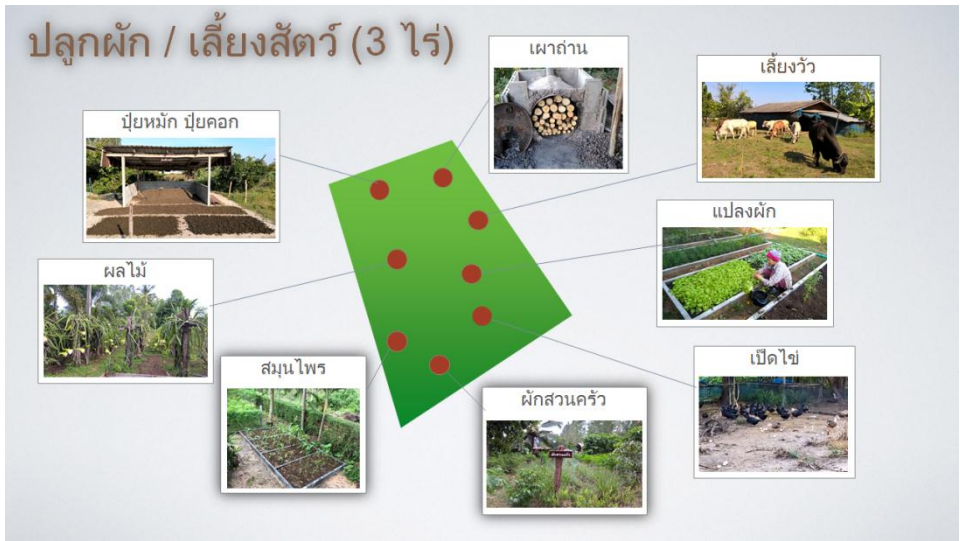 ปลูกผัก / เลี้ยงสัตว์ (3 ไร่)
เผาถ่าน
เลี้ยงวัว
ปุ๋ยหมัก ปุ๋ยคอก
แปลงผัก
ผลไม้
สมุนไพร
ผักสวนครัว
เป็ดไข่